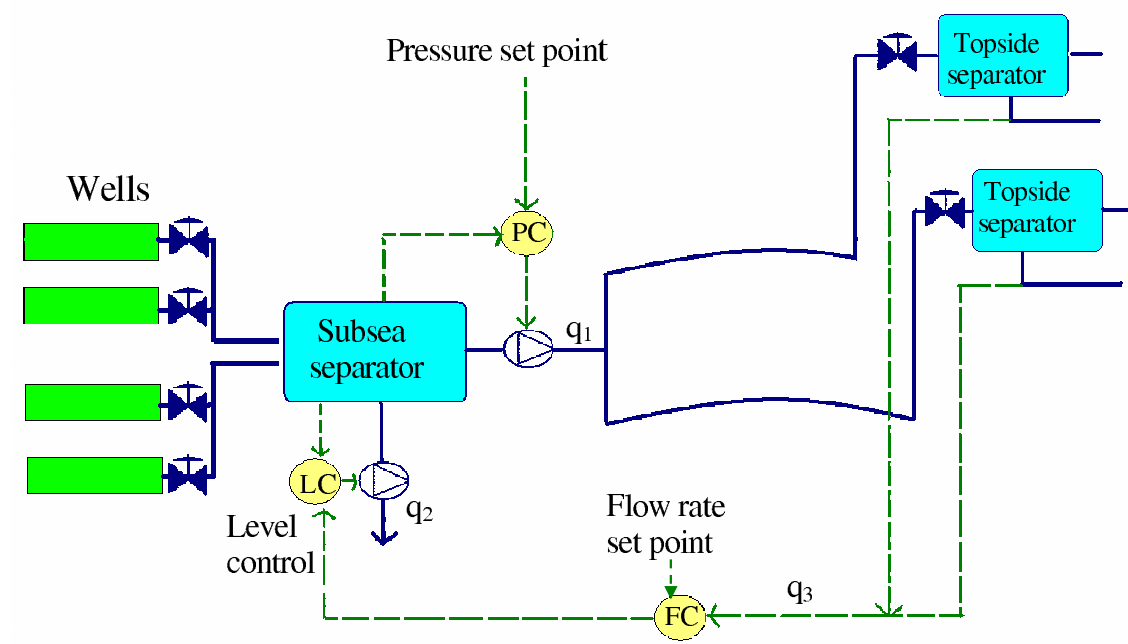 Pressure set point
Topside
separator
Wells
Topside
separator
PC
Subsea
separator
q1
LC
q2
Level
control
Flow rate
set point
q3
FC